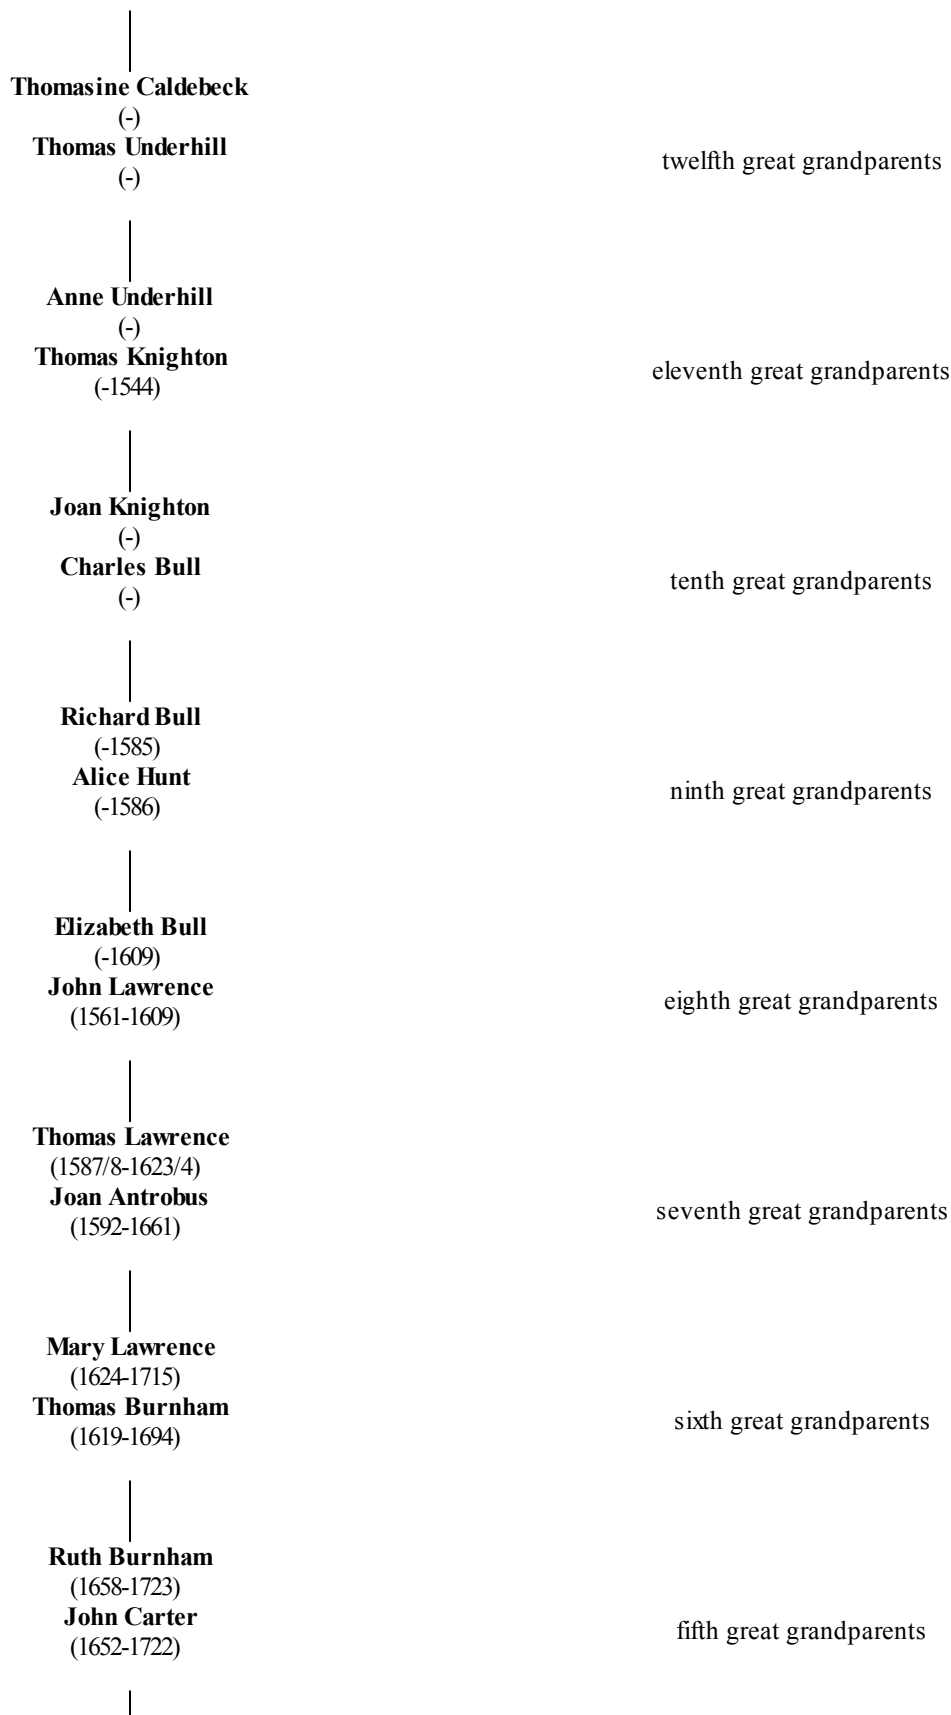 Thomasine Caldebeck
(-)
Thomas Underhill
(-)
twelfth great grandparents
Anne Underhill
(-)
Thomas Knighton
(-1544)
eleventh great grandparents
Joan Knighton
(-)
Charles Bull
(-)
tenth great grandparents
Richard Bull
(-1585)
Alice Hunt
(-1586)
ninth great grandparents
Elizabeth Bull
(-1609)
John Lawrence
(1561-1609)
eighth great grandparents
Thomas Lawrence
(1587/8-1623/4)
Joan Antrobus
(1592-1661)
seventh great grandparents
Mary Lawrence
(1624-1715)
Thomas Burnham
(1619-1694)
sixth great grandparents
Ruth Burnham
(1658-1723)
John Carter
(1652-1722)
fifth great grandparents